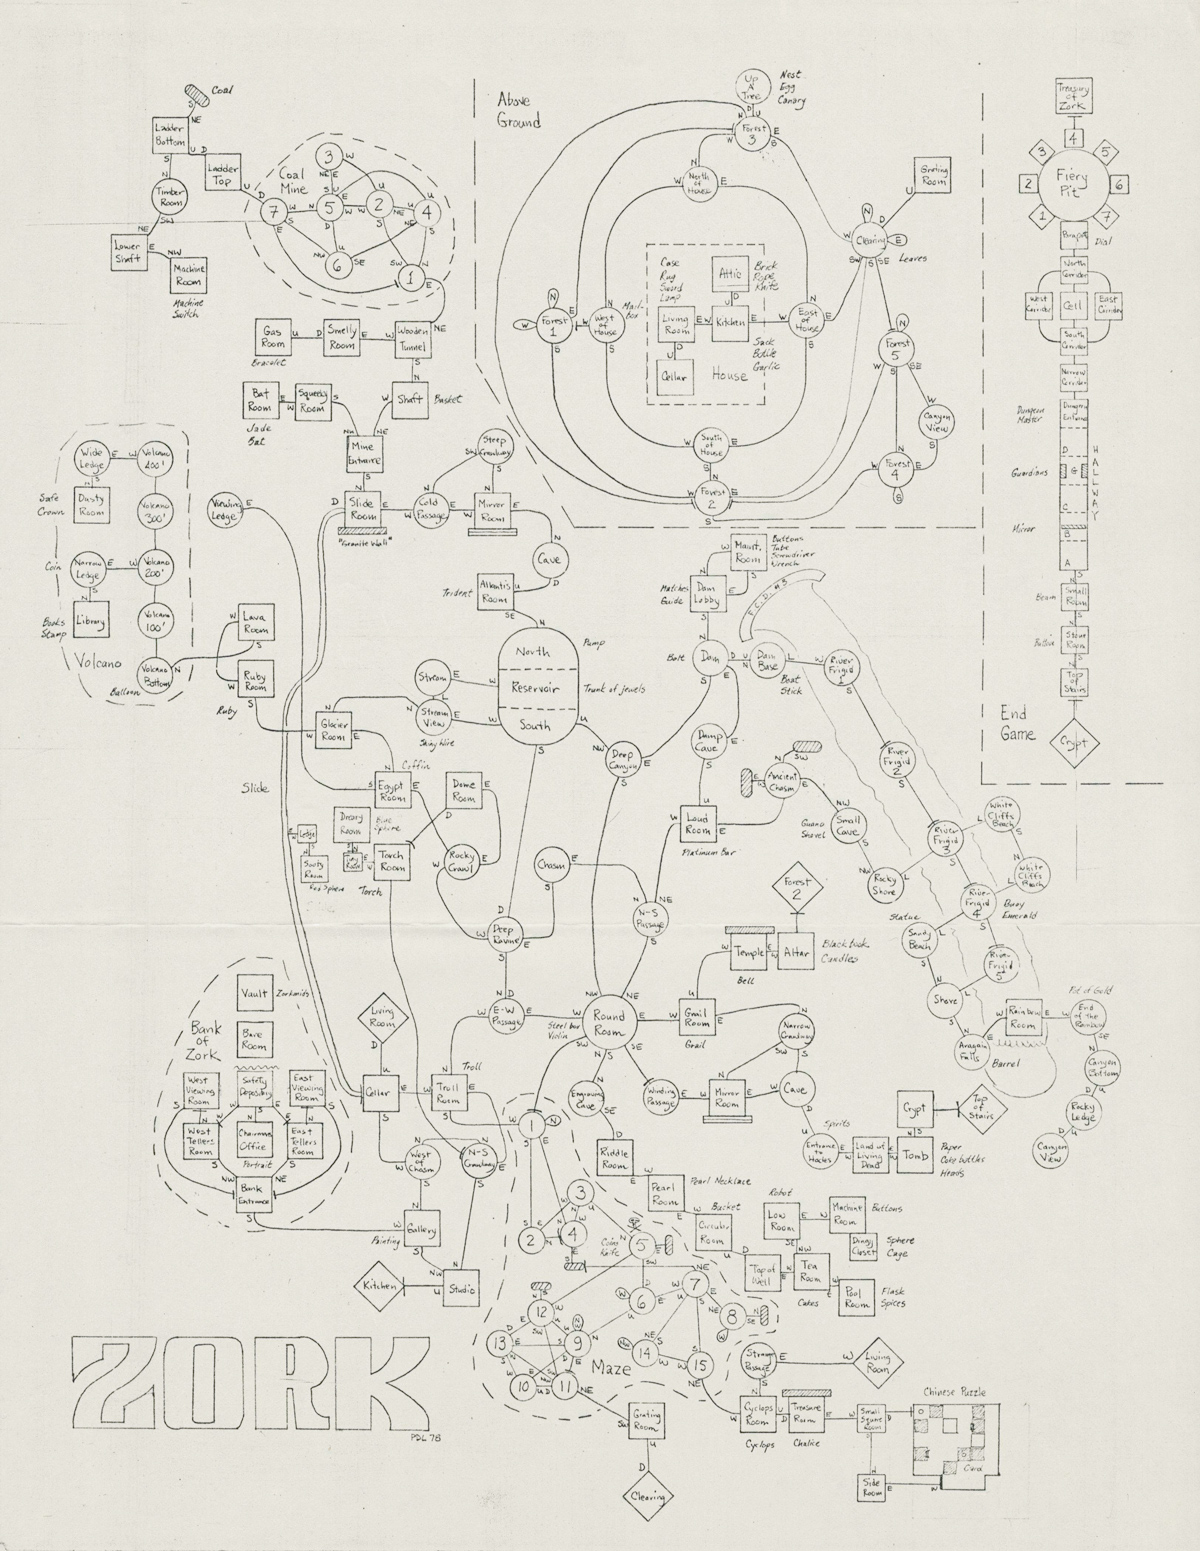 Above
Ground
Up
A
Tree
Nest
Egg
Canary
Forest
3
North
of
House
Grating
Room
Clearing
Leaves
Forest
1
West
of
House
Mail-
Box
Case
Rug
Sword
Lamp
Attic
Brick
Rope
Knife
Living
Room
Kitchen
Sack
Bottle
Garlic
Cellar
House
East
of
House
Forest
5
Canyon
View
Forest
4
South
of
House
Forest
2
Coal
Ladder
Bottom
Ladder
Top
Timber
Room
Lower
Shaft
Machine
Room
Machine
Switch
Coal
Mine
3
7
5
2
4
6
1
Gas
Room
Bracelet
Smelly
Room
Wooden
Tunnel
Bat
Room
Jade
Bat
Squeaky
Room
Shaft
Basket
Mine
Entrance
Steep
Crawlway
Slide
Room
"Granite Wall"
Cold
Passage
Mirror
Room
Cave
Atlantis
Room
Trident
Wide
Ledge
Volcano
400'
Safe
Crown
Dusty
Room
Volcano
300'
Coin
Narrow
Ledge
Volcano
200'
Books
Stamp
Library
Volcano
100'
Volcano
Balloon
Volcano
Bottom
Viewing
Ledge
Lava
Room
Ruby
Room
Ruby
Glacier
Room
Stream
Stream
View
Shiny Wire
North
Reservoir
South
Pump
Trunk of jewels
Deep
Canyon
Maint.
Room
Buttons
Tube
Screwdriver
Wrench
Matches
Guide
Dam
Lobby
F.C.D. #3
Bolt
Dam
Dam
Base
Boat
Stick
River
Frigid
1
Damp
Cave
River
Frigid
2
Loud
Room
Platinum Bar
Ancient
Chasm
Guano
Shovel
Small
Cave
Rocky
Shore
River
Frigid
3
White
Cliffs
Beach
White
Cliffs
Beach
River
Frigid
4
Buoy
Emerald
Statue
Sandy
Beach
River
Frigid
5
Shore
Aragain
Falls
Rainbow
Room
Barrel
Pot of Gold
End
of the
Rainbow
Canyon
Bottom
Rocky
Ledge
Canyon
View
Slide
Coffin
Egypt
Room
Dome
Room
Dreary
Room
Blue
Sphere
Tiny
Room
Torch
Room
Torch
Ledge
Sooty
Room
Red Sphere
Rocky
Crawl
Chasm
N-S
Passage
Deep
Ravine
E-W
Passage
Forest
2
Temple
Altar
Bell
Black book
Candles
Steel box
Violin
Round
Room
Grail
Room
Grail
Narrow
Crawlway
Engraving
Cave
Winding
Passage
Mirror
Room
Cave
Entrance
to
Hades
Spirits
Land of
Living
Dead
Tomb
Crypt
Top
of
Stairs
Paper
Coke bottles
Heads
Riddle
Room
Pearl
Room
Pearl Necklace
Bucket
Circular
Room
Top of
Well
Tea
Room
Cakes
Robot
Low
Room
Machine
Room
Buttons
Dingy
Closet
Sphere
Cage
Pool
Room
Flask
Spices
Bank
of
Zork
Vault
Zorkmids
Bare
Room
West
Viewing
Room
Safety
Depository
East
Viewing
Room
West
Tellers
Room
Chairmans
Office
Portrait
East
Tellers
Room
Bank
Entrance
Living
Room
Cellar
Troll
Troll
Room
West
of
Chasm
N-S
Crawlway
Gallery
Painting
Kitchen
Studio
Maze
1
2
3
4
5
Coins
Knife
6
7
8
9
10
11
12
13
14
15
Grating
Room
Clearing
Strange
Passage
Living
Room
Cyclops
Room
Cyclops
Treasure
Room
Chalice
Small
Square
Room
Side
Room
Chinese Puzzle
Card
ZORK
PDL 78
End
Game
Treasury
of
Zork
4
3
5
2
6
1
7
Fiery
Pit
Parapet
Dial
North
Corridor
West
Corridor
Cell
East
Corridor
South
Corridor
Narrow
Corridor
Dungeon
Master
Dungeon
Entrance
D
Guardians
G
HALLWAY
C
Mirror
B
A
Beam
Small
Room
Button
Stone
Room
Top
of
Stairs
Crypt